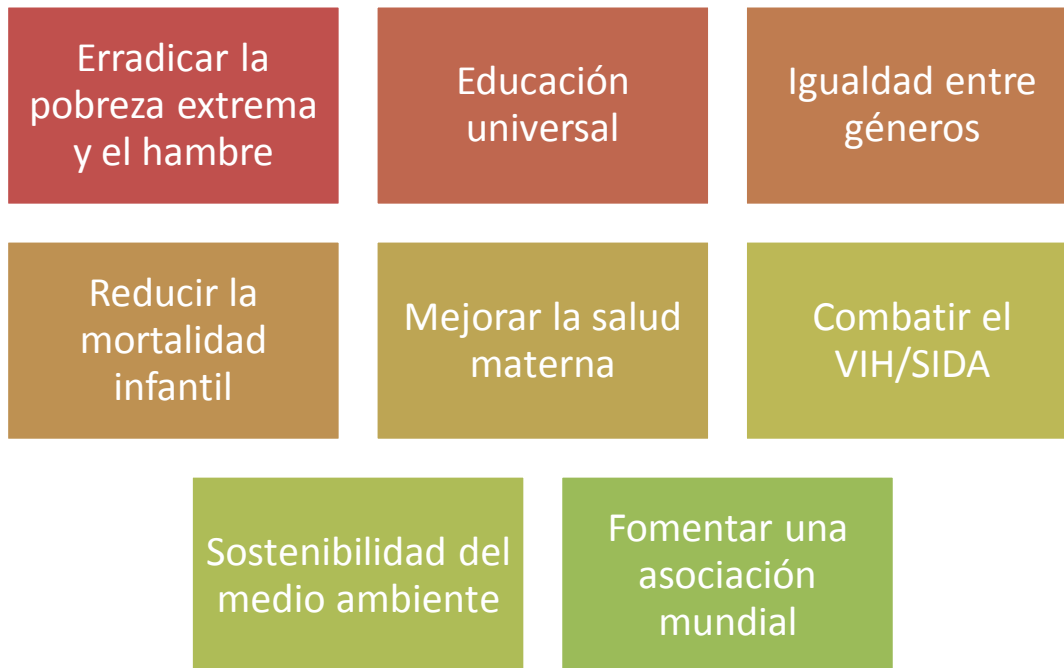 Erradicar la
pobreza extrema
y el hambre
Educación
universal
Igualdad entre
géneros
Reducir la
mortalidad
infantil
Mejorar la salud
materna
Combatir el
VIH/SIDA
Sostenibilidad del
medio ambiente
Fomentar una
asociación
mundial